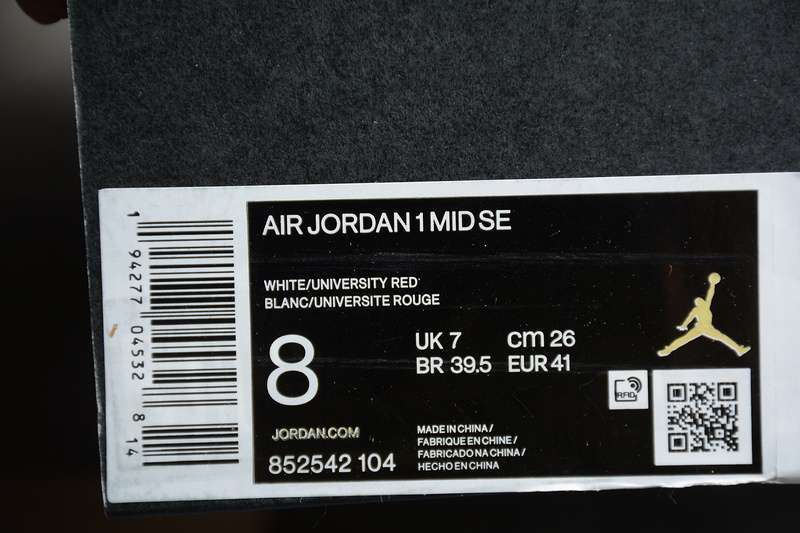 AIR JORDAN 1 MID SE
WHITE/UNIVERSITY RED
BLANC/UNIVERSITE ROUGE
8
UK 7 cm 26
BR 39.5 EUR 41
RFID
JORDAN.COM
852542 104
MADE IN CHINA /
FABRIQUE EN CHINE /
FABRICADO NA CHINA /
HECHO EN CHINA
1 94277 04532 8 14